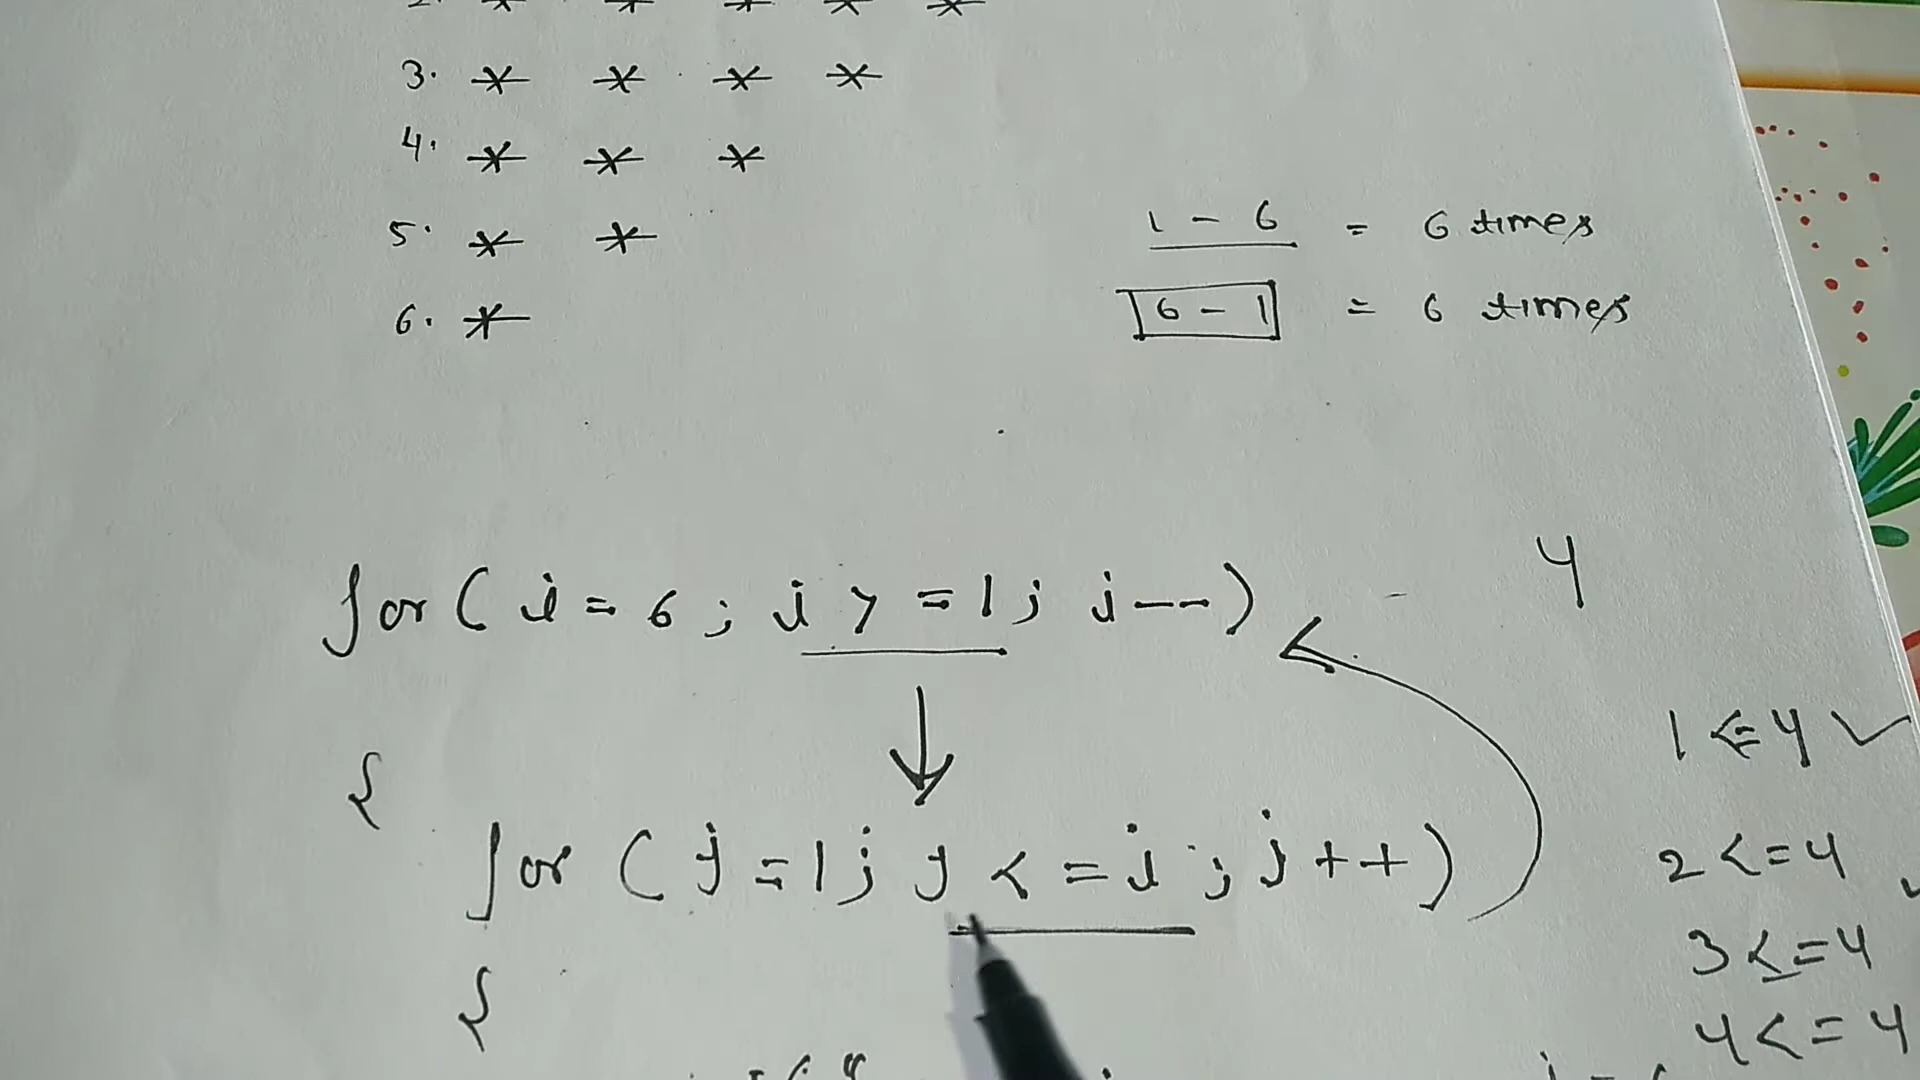 2. * * * * *
3. * * * *
4. * * *
5. * *
6. *
1 - 6 = 6 times
6 - 1 = 6 times
for ( i = 6 ; i > = 1 ; i -- )
4
{
for ( j = 1 ; j < = i ; j + + )
{
1 <= 4 ✓
2 <= 4
3 <= 4
4 <= 4